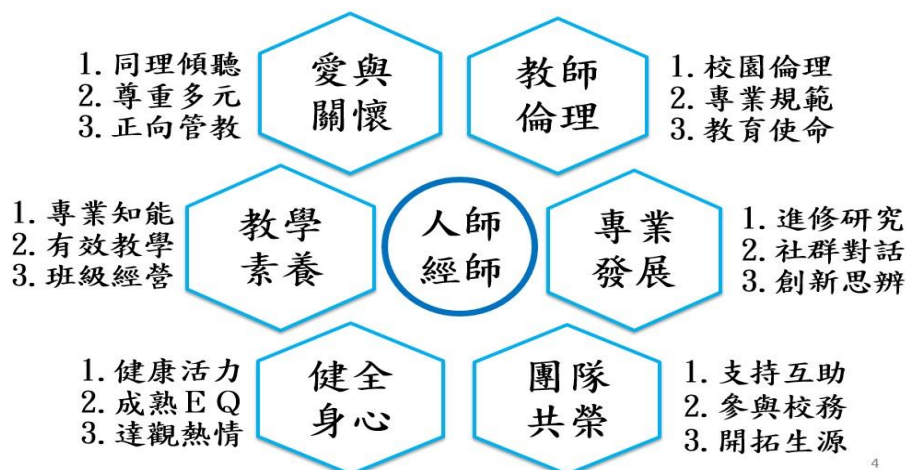 1. 同理傾聽
2. 尊重多元
3. 正向管教
愛與
關懷
教師
倫理
1. 校園倫理
2. 專業規範
3. 教育使命
1. 專業知能
2. 有效教學
3. 班級經營
教學
素養
人師
經師
專業
發展
1. 進修研究
2. 社群對話
3. 創新思辨
1. 健康活力
2. 成熟ＥＱ
3. 達觀熱情
健全
身心
團隊
共榮
1. 支持互助
2. 參與校務
3. 開拓生源
4